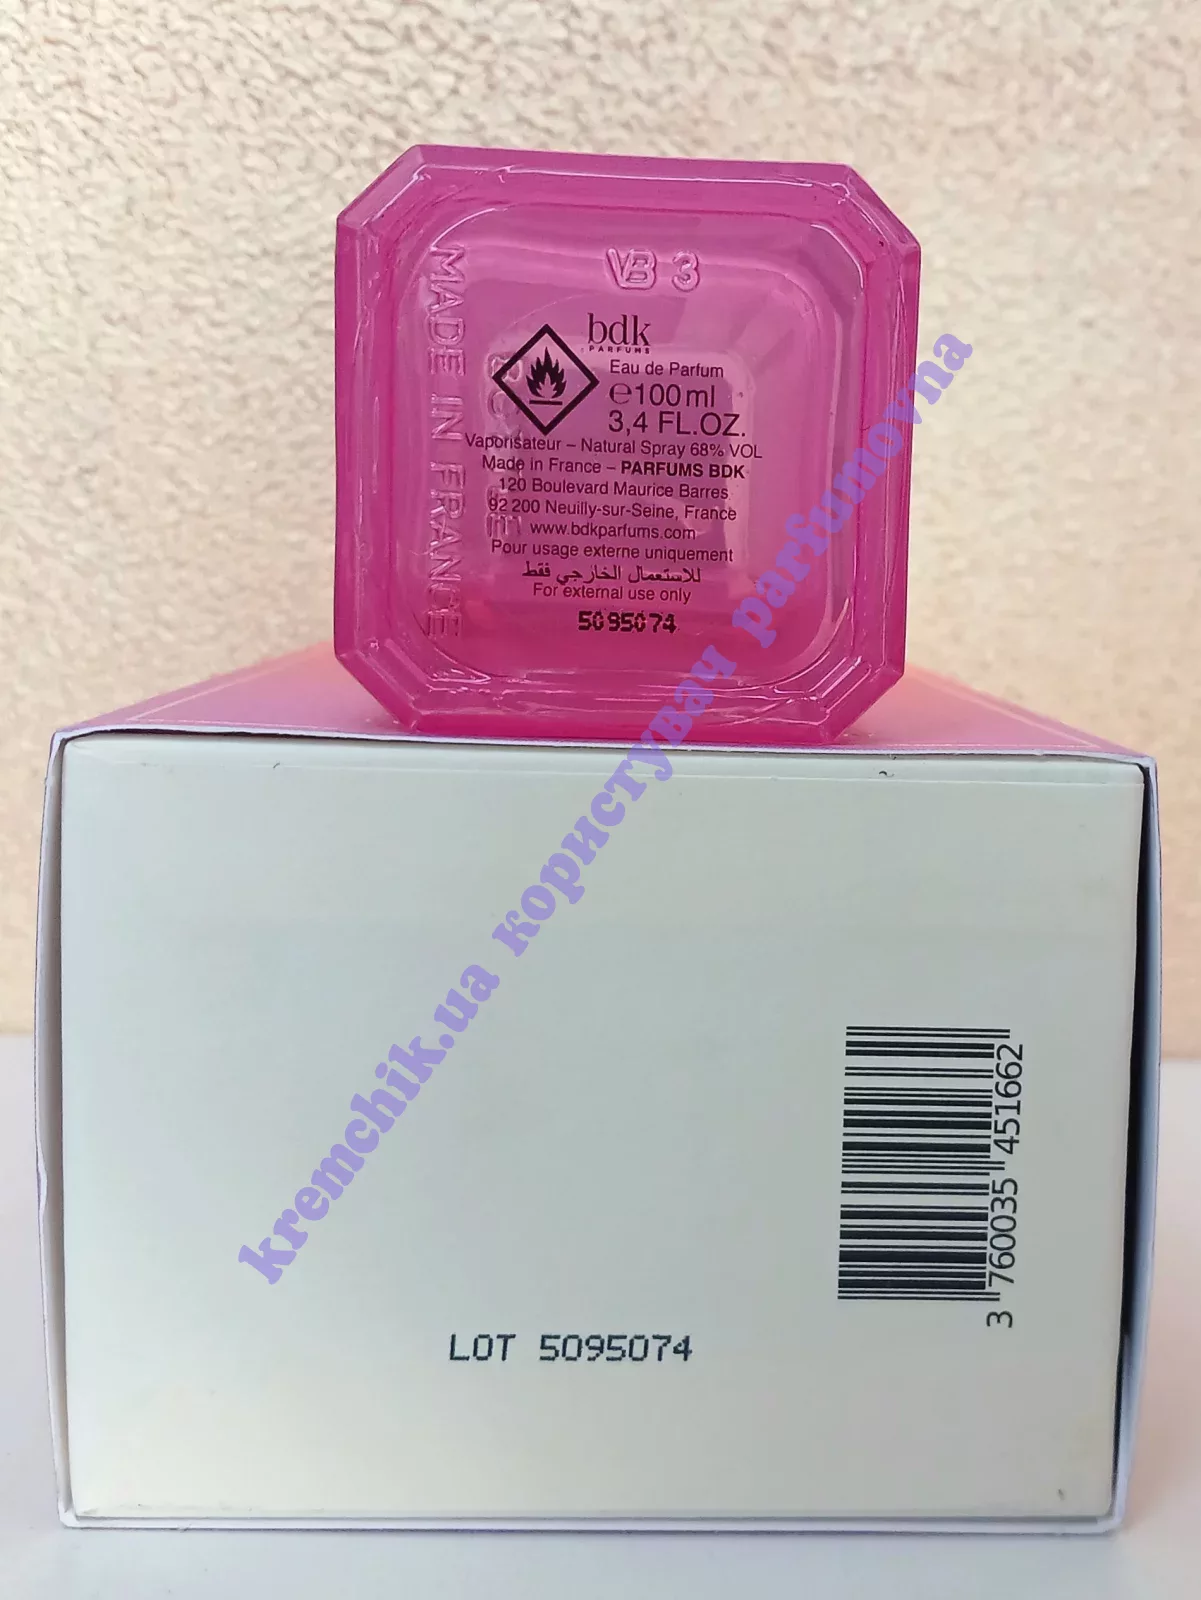 VB 3
MADE IN FRANCE
bdk
PARFUMS
Eau de Parfum
℮100 ml
3,4 FL.OZ.
Vaporisateur – Natural Spray 68% VOL
Made in France – PARFUMS BDK
120 Boulevard Maurice Barres
92 200 Neuilly-sur-Seine, France
www.bdkparfums.com
Pour usage externe uniquement
للاستعمال الخارجي فقط
For external use only
5095074
kremchik.ua користувач parfumovna
3 760035 451662
LOT 5095074